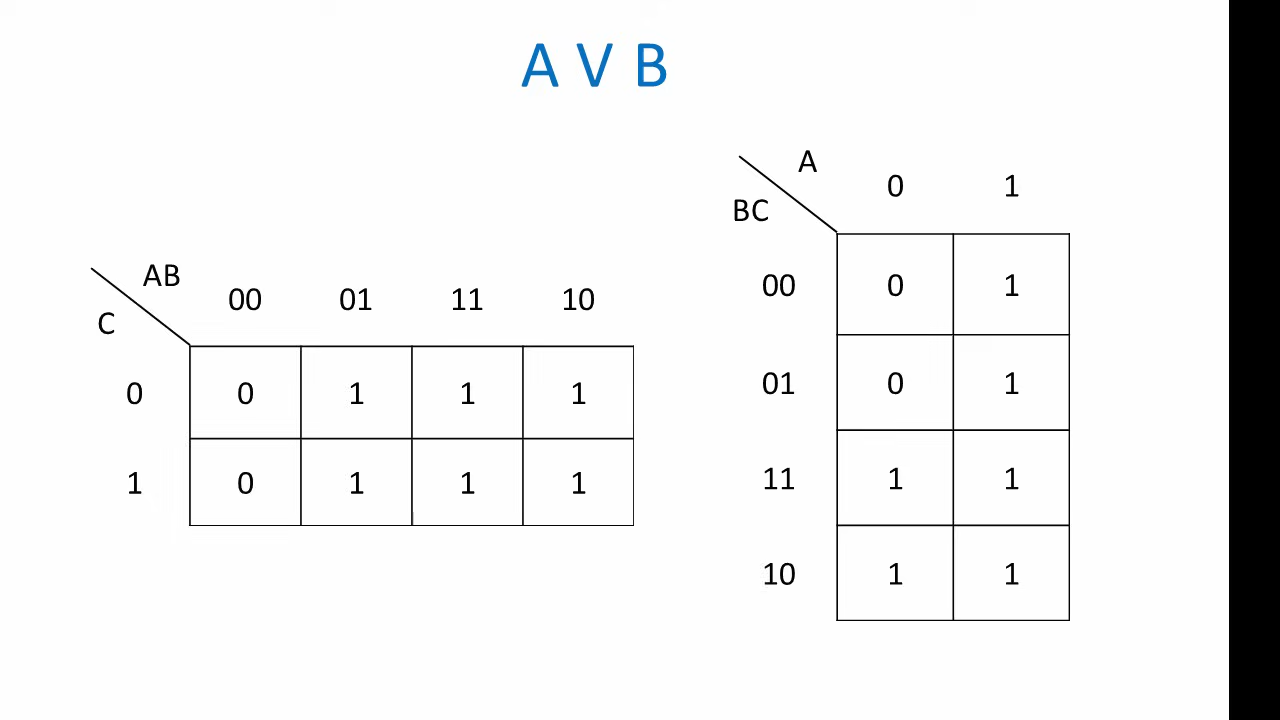 A V B
AB
C
00 01 11 10
0 0 1 1 1
1 0 1 1 1
A
BC
0 1
00 0 1
01 0 1
11 1 1
10 1 1